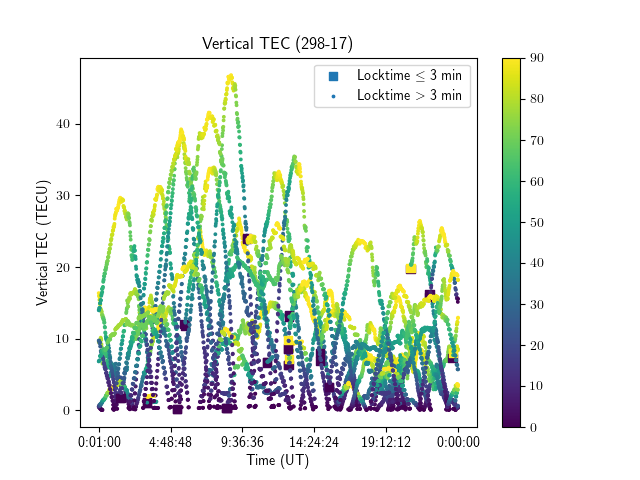 Vertical TEC (298-17)
Locktime ≤ 3 min
Locktime > 3 min
Vertical TEC (TECU)
40
30
20
10
0
0:01:00 4:48:48 9:36:36 14:24:24 19:12:12 0:00:00
Time (UT)
90
80
70
60
50
40
30
20
10
0